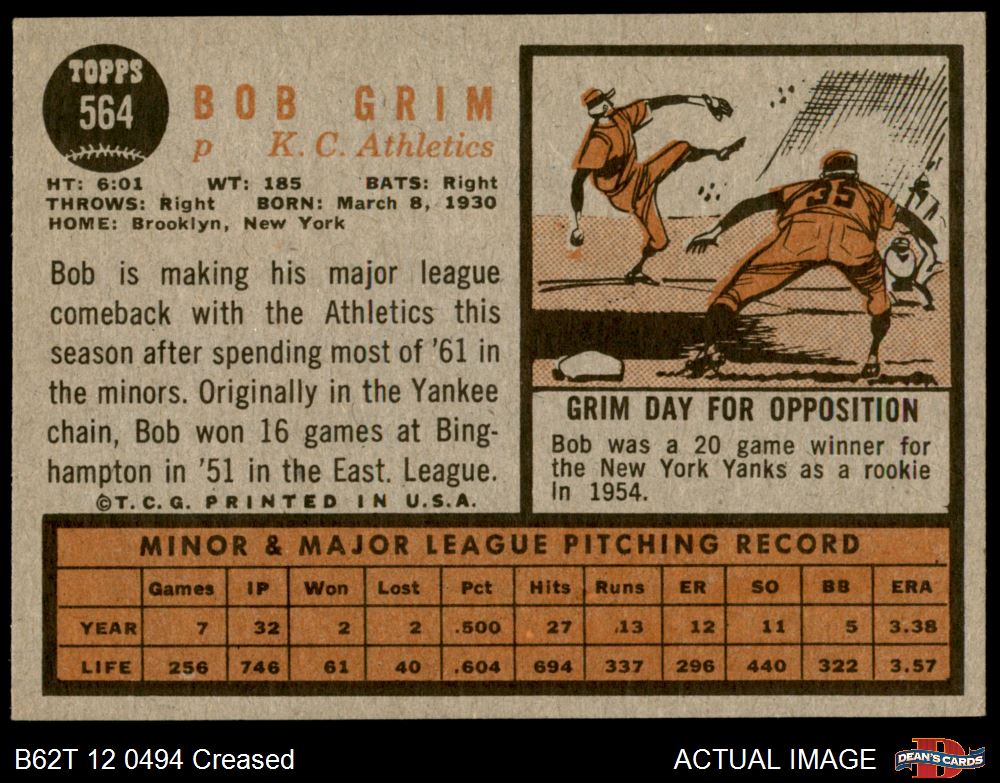 TOPPS
564
BOB GRIM
p K. C. Athletics
HT: 6:01 WT: 185 BATS: Right
THROWS: Right BORN: March 8, 1930
HOME: Brooklyn, New York
Bob is making his major league
comeback with the Athletics this
season after spending most of '61 in
the minors. Originally in the Yankee
chain, Bob won 16 games at Bing-
hampton in '51 in the East. League.
©T. C. G. PRINTED IN U.S.A.
35
GRIM DAY FOR OPPOSITION
Bob was a 20 game winner for
the New York Yanks as a rookie
in 1954.
MINOR & MAJOR LEAGUE PITCHING RECORD
Games IP Won Lost Pct Hits Runs ER SO BB ERA
YEAR 7 32 2 2 .500 27 13 12 11 5 3.38
LIFE 256 746 61 40 .604 694 337 296 440 322 3.57
B62T 12 0494 Creased
ACTUAL IMAGE
D
DEAN'S CARDS